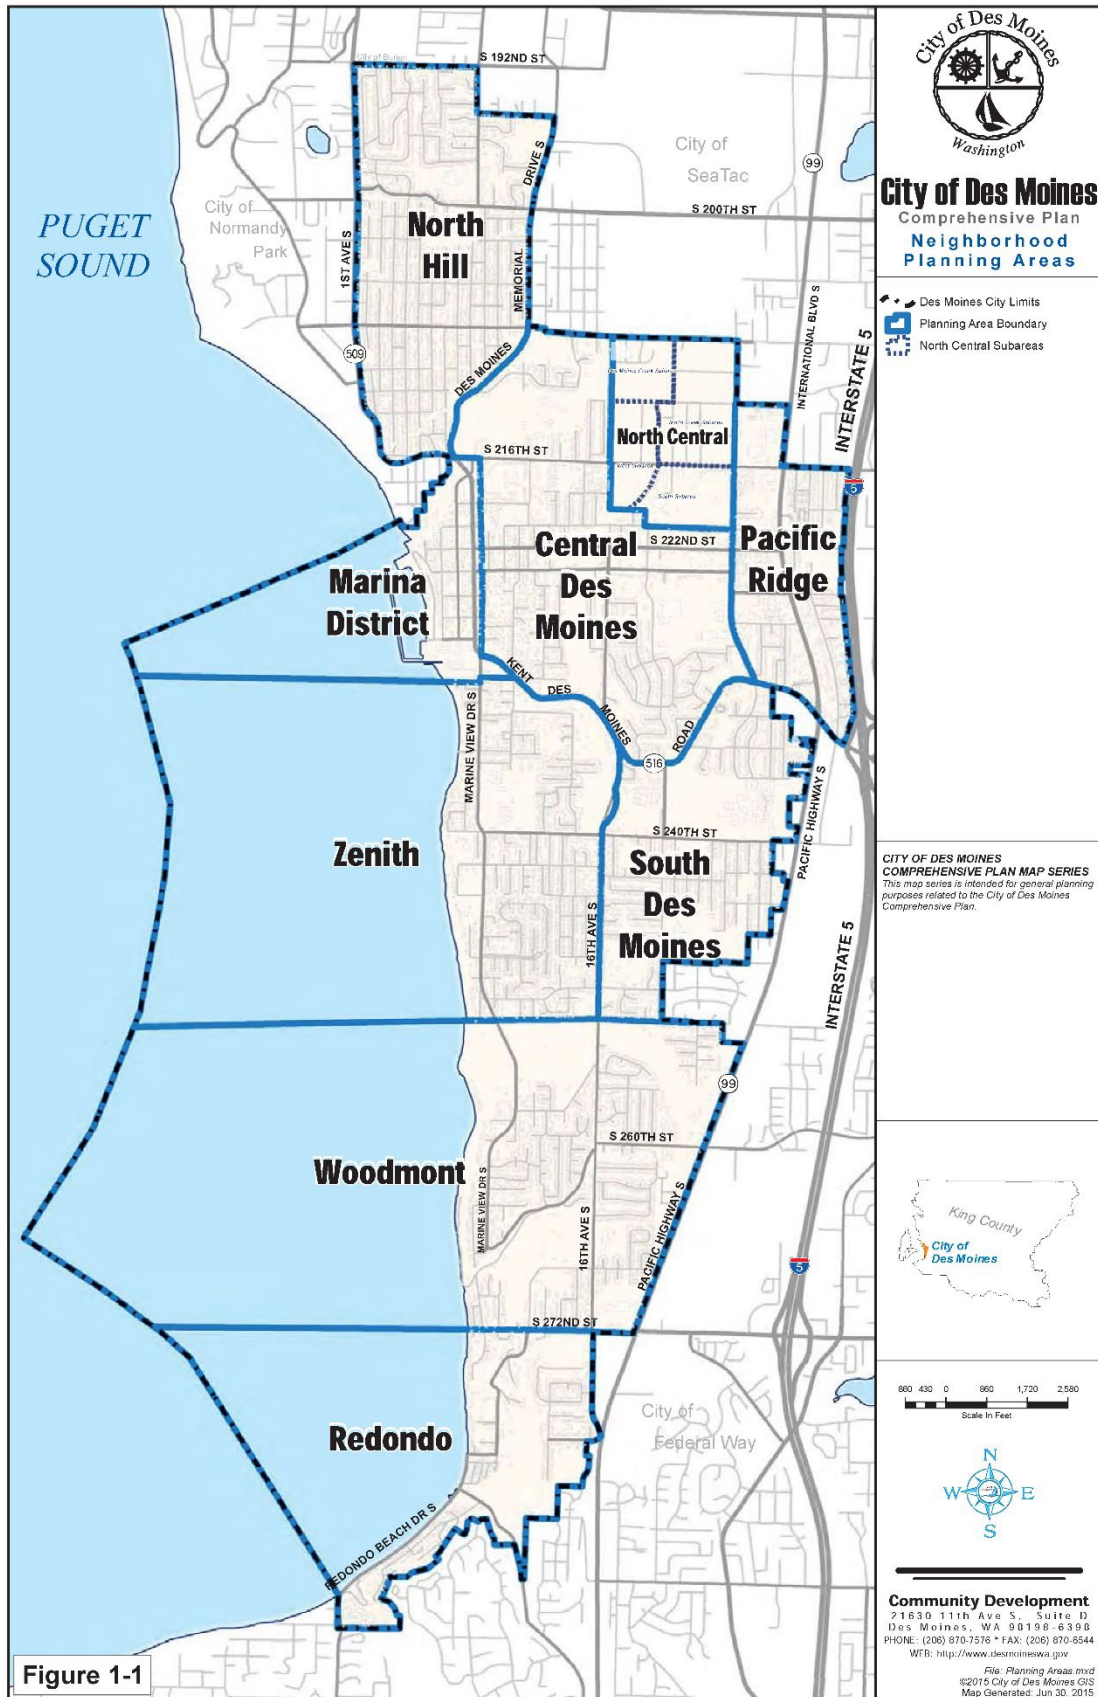 City of Des Moines
Washington
City of Des Moines
Comprehensive Plan
Neighborhood
Planning Areas
Des Moines City Limits
Planning Area Boundary
North Central Subareas
S 192ND ST
City of
SeaTac
99
DRIVE S
S 200TH ST
City of
Normandy
Park
PUGET
SOUND
North
Hill
1ST AVE S
MEMORIAL
INTERNATIONAL BLVD S
INTERSTATE 5
509
DES MOINES
North Central
S 216TH ST
5
S 222ND ST
Central
Des
Moines
Pacific
Ridge
Marina
District
KENT
DES
MOINES
ROAD
516
MARINE VIEW DR S
PACIFIC HIGHWAY S
S 240TH ST
Zenith
South
Des
Moines
16TH AVE S
INTERSTATE 5
99
S 260TH ST
Woodmont
MARINE VIEW DR S
16TH AVE S
PACIFIC HIGHWAY S
5
S 272ND ST
City of
Federal Way
Redondo
REDONDO BEACH DR S
Figure 1-1
CITY OF DES MOINES
COMPREHENSIVE PLAN MAP SERIES
This map series is intended for general planning
purposes related to the City of Des Moines
Comprehensive Plan.
King County
City of
Des Moines
860 430 0 860 1,720 2,580
Scale In Feet
N
W E
S
Community Development
21630 11th Ave S, Suite D
Des Moines, WA 98198-6398
PHONE: (206) 870-7576 * FAX: (206) 870-6544
WEB: http://www.desmoineswa.gov
File: Planning Areas.mxd
©2015 City of Des Moines GIS
Map Generated: Jun 30, 2015